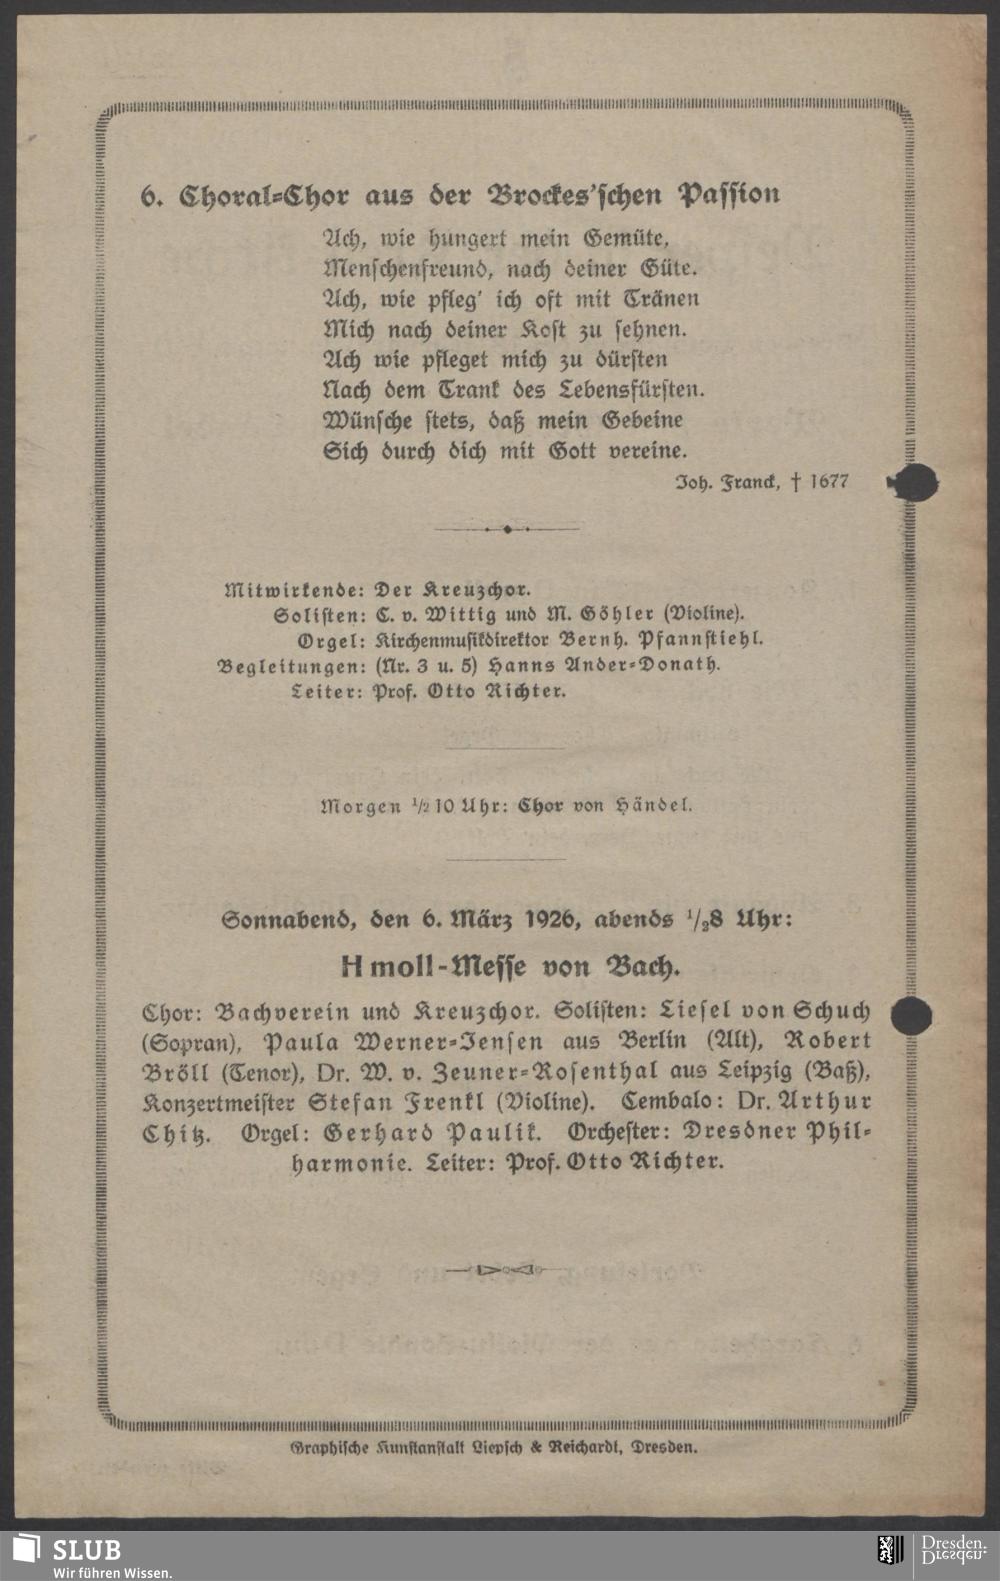 6. Choral-Chor aus der Brockes'schen Passion
Ach, wie hungert mein Gemüte,
Menschenfreund, nach deiner Güte.
Ach, wie pfleg' ich oft mit Tränen
Mich nach deiner Kost zu sehnen.
Ach wie pfleget mich zu dürsten
Nach dem Trank des Lebensfürsten.
Wünsche stets, daß mein Gebeine
Sich durch dich mit Gott vereine.
Joh. Franck, † 1677
Mitwirkende: Der Kreuzchor.
Solisten: C. v. Wittig und M. Göhler (Violine).
Orgel: Kirchenmusikdirektor Bernh. Pfannstiehl.
Begleitungen: (Nr. 3 u. 5) Hanns Ander-Donath.
Leiter: Prof. Otto Richter.
Morgen 1/2 10 Uhr: Chor von Händel.
Sonnabend, den 6. März 1926, abends 1/28 Uhr:
H moll-Messe von Bach.
Chor: Bachverein und Kreuzchor. Solisten: Liesel von Schuch
(Sopran), Paula Werner-Jensen aus Berlin (Alt), Robert
Bröll (Tenor), Dr. W. v. Zeuner-Rosenthal aus Leipzig (Baß),
Konzertmeister Stefan Frenkl (Violine). Cembalo: Dr. Arthur
Chitz. Orgel: Gerhard Paulik. Orchester: Dresdner Phil-
harmonie. Leiter: Prof. Otto Richter.
Graphische Kunstanstalt Liepsch & Reichardt, Dresden.
SLUB
Wir führen Wissen.
Dresden.
Dresden.